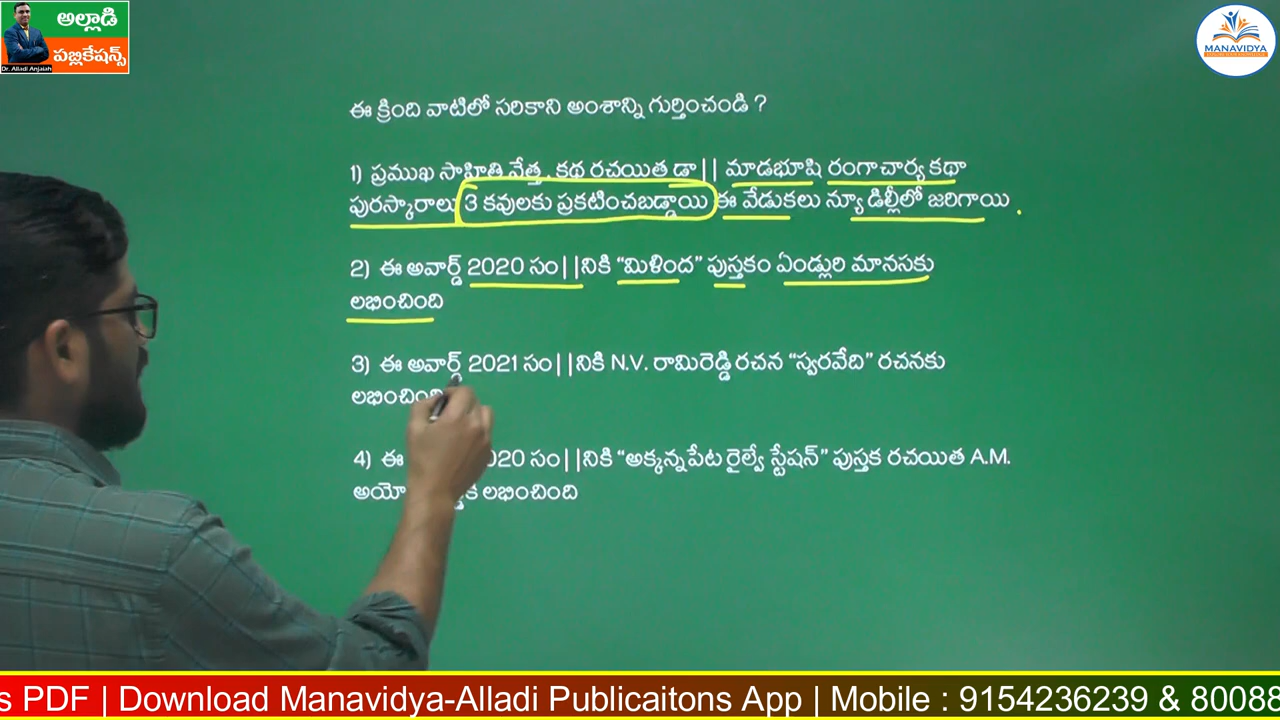 అల్లాడి
పబ్లికేషన్స్
Dr. Alladi Anjaiah
MANAVIDYA
ఈ క్రింది వాటిలో సరికాని అంశాన్ని గుర్తించండి ?
1) ప్రముఖ సాహితి వేత్త, కథ రచయిత డా|| మాడభూషి రంగాచార్య కథా
పురస్కారాలు 3 కవులకు ప్రకటించబడ్డాయి ఈ వేడుకలు న్యూ డిల్లీలో జరిగాయి .
2) ఈ అవార్డ్ 2020 సం||నికి “మిళింద” పుస్తకం ఏండ్లురి మానసకు
లభించింది
3) ఈ అవార్డ్ 2021 సం||నికి N.V. రామిరెడ్డి రచన “స్వరవేది” రచనకు
4) ఈ 2020 సం||నికి “అక్కన్నపేట రైల్వే స్టేషన్” పుస్తక రచయిత A.M.
లభించింది
s PDF | Download Manavidya-Alladi Publicaitons App | Mobile : 9154236239 & 80088